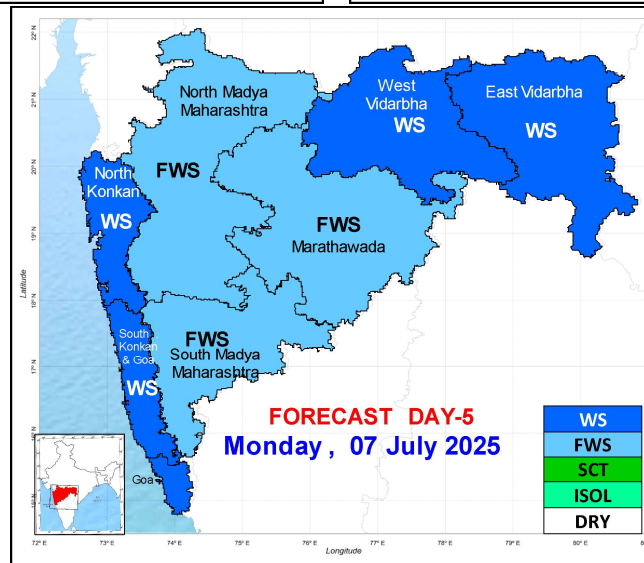 22° N
21° N
20° N
19° N
18° N
17° N
Latitude
North Madya
Maharashtra
FWS
West
Vidarbha
WS
East Vidarbha
WS
North
Konkan
WS
FWS
Marathawada
South
Konkan
& Goa
WS
FWS
South Madya
Maharashtra
Goa
FORECAST DAY-5
Monday , 07 July 2025
WS
FWS
SCT
ISOL
DRY
72° E
73° E
74° E
75° E
76° E
77° E
78° E
79° E
80° E
Longitude